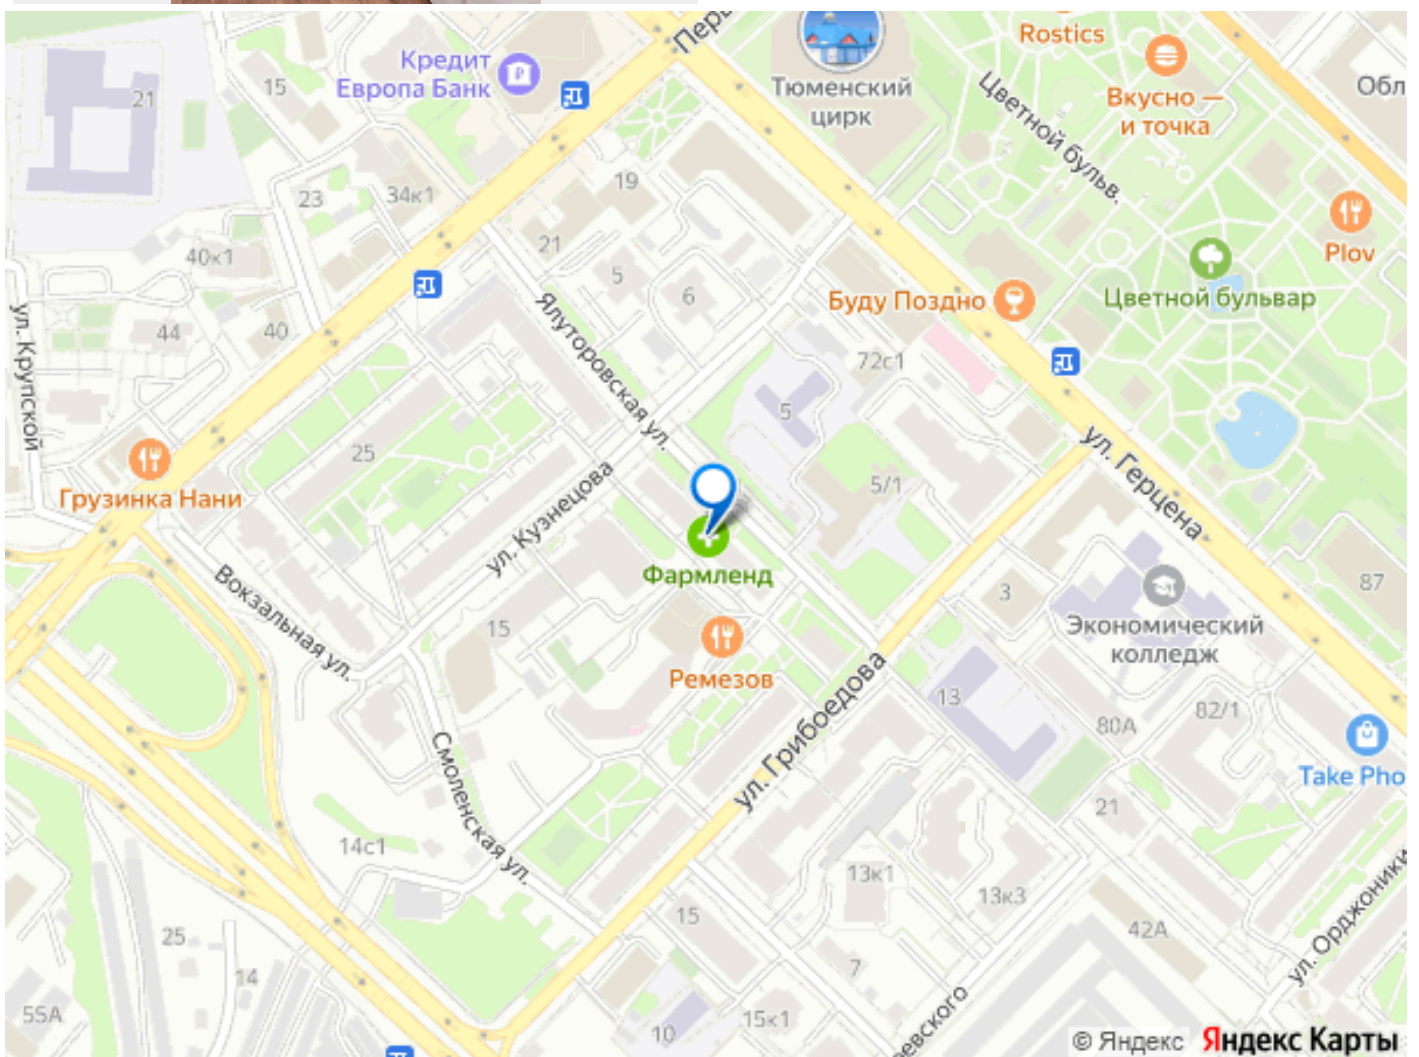 Rostics
Перв
Кредит
Европа Банк
Тюменский
цирк
Цветной бульв.
Вкусно —
и точка
Обл
21
15
23
34к1
19
40к1
21
5
6
Plov
Цветной бульвар
Буду Поздно
ул. Крупской
44
40
Ялуторовская ул.
72с1
5
25
Грузинка Нани
ул. Кузнецова
5/1
ул. Герцена
Фармленд
Вокзальная ул.
15
3
87
Экономический
колледж
Ремезов
ул. Грибоедова
13
80А
82/1
Смоленская ул.
Take Pho
21
14с1
13к1
13к3
ул. Орджоники
15
42А
25
14
7
55А
15к1
10
ревского
© Яндекс Яндекс Карты